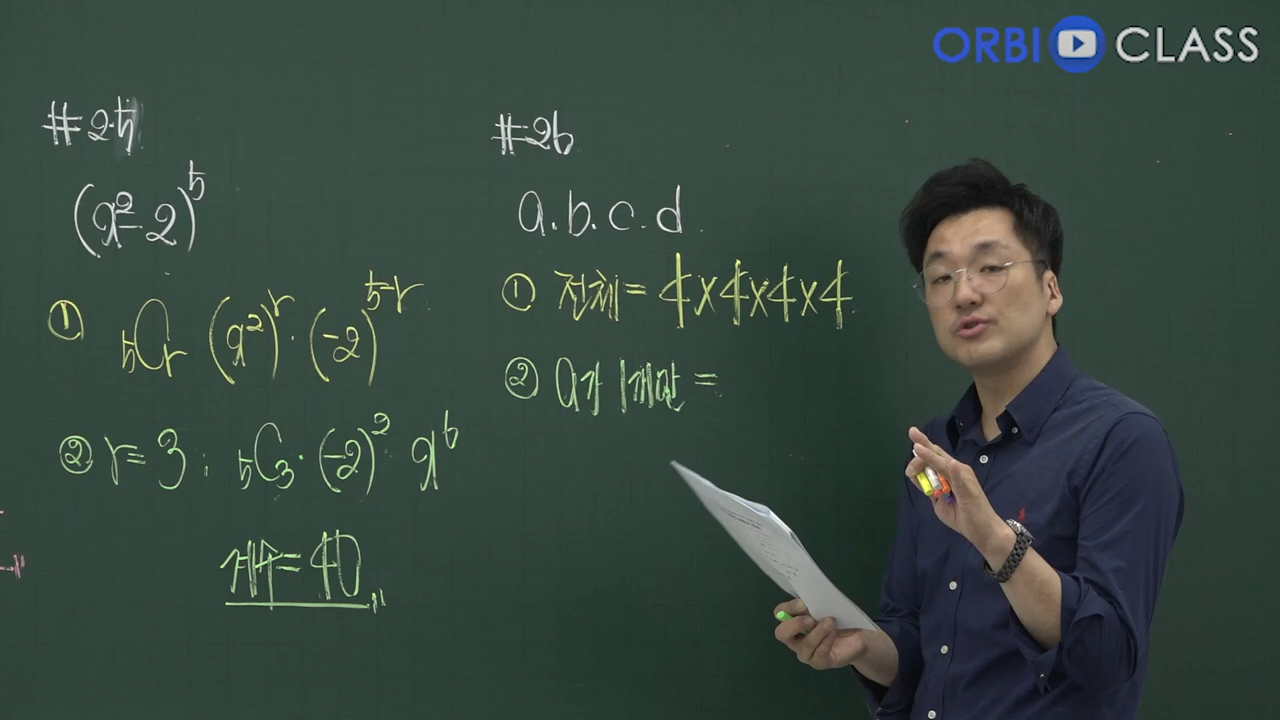 ORBI CLASS
#25
(x²-2)⁵
① ₅Cᵣ (x²)ʳ·(-2)⁵⁻ʳ
② r=3 : ₅C₃·(-2)² x⁶
계수=40
#26
a.b.c.d.
① 전체=4×4×4×4
② a가 1개만 =